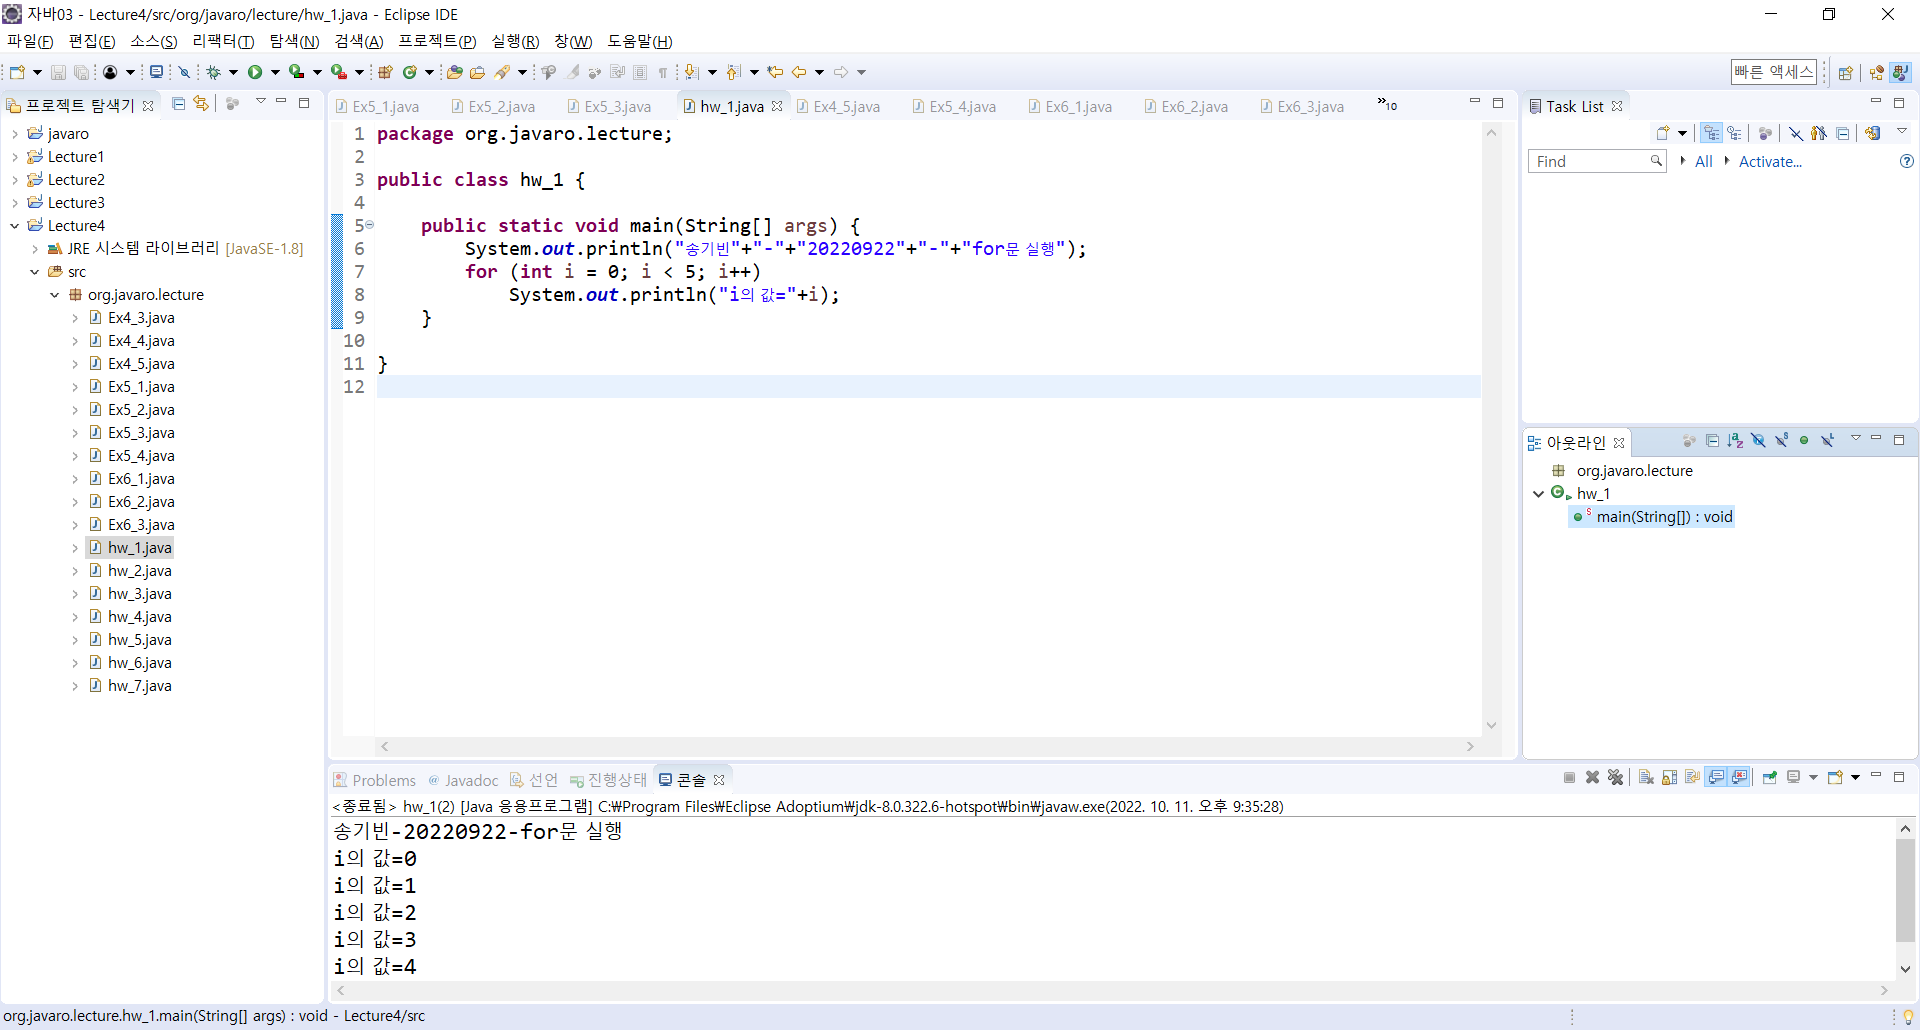 자바03 - Lecture4/src/org/javaro/lecture/hw_1.java - Eclipse IDE
파일(F) 편집(E) 소스(S) 리팩터(T) 탐색(N) 검색(A) 프로젝트(P) 실행(R) 창(W) 도움말(H)
빠른 액세스
프로젝트 탐색기
javaro
Lecture1
Lecture2
Lecture3
Lecture4
JRE 시스템 라이브러리 [JavaSE-1.8]
src
org.javaro.lecture
Ex4_3.java
Ex4_4.java
Ex4_5.java
Ex5_1.java
Ex5_2.java
Ex5_3.java
Ex5_4.java
Ex6_1.java
Ex6_2.java
Ex6_3.java
hw_1.java
hw_2.java
hw_3.java
hw_4.java
hw_5.java
hw_6.java
hw_7.java
Ex5_1.java Ex5_2.java Ex5_3.java hw_1.java Ex4_5.java Ex5_4.java Ex6_1.java Ex6_2.java Ex6_3.java »10
1 package org.javaro.lecture;
2
3 public class hw_1 {
4
5 public static void main(String[] args) {
6 System.out.println("송기빈"+"-"+"20220922"+"-"+"for문 실행");
7 for (int i = 0; i < 5; i++)
8 System.out.println("i의 값="+i);
9 }
10
11 }
12
Task List
Find All Activate...
아웃라인
org.javaro.lecture
hw_1
main(String[]) : void
Problems @ Javadoc 선언 진행상태 콘솔
<종료됨> hw_1(2) [Java 응용프로그램] C:₩Program Files₩Eclipse Adoptium₩jdk-8.0.322.6-hotspot₩bin₩javaw.exe(2022. 10. 11. 오후 9:35:28)
송기빈-20220922-for문 실행
i의 값=0
i의 값=1
i의 값=2
i의 값=3
i의 값=4
org.javaro.lecture.hw_1.main(String[] args) : void - Lecture4/src